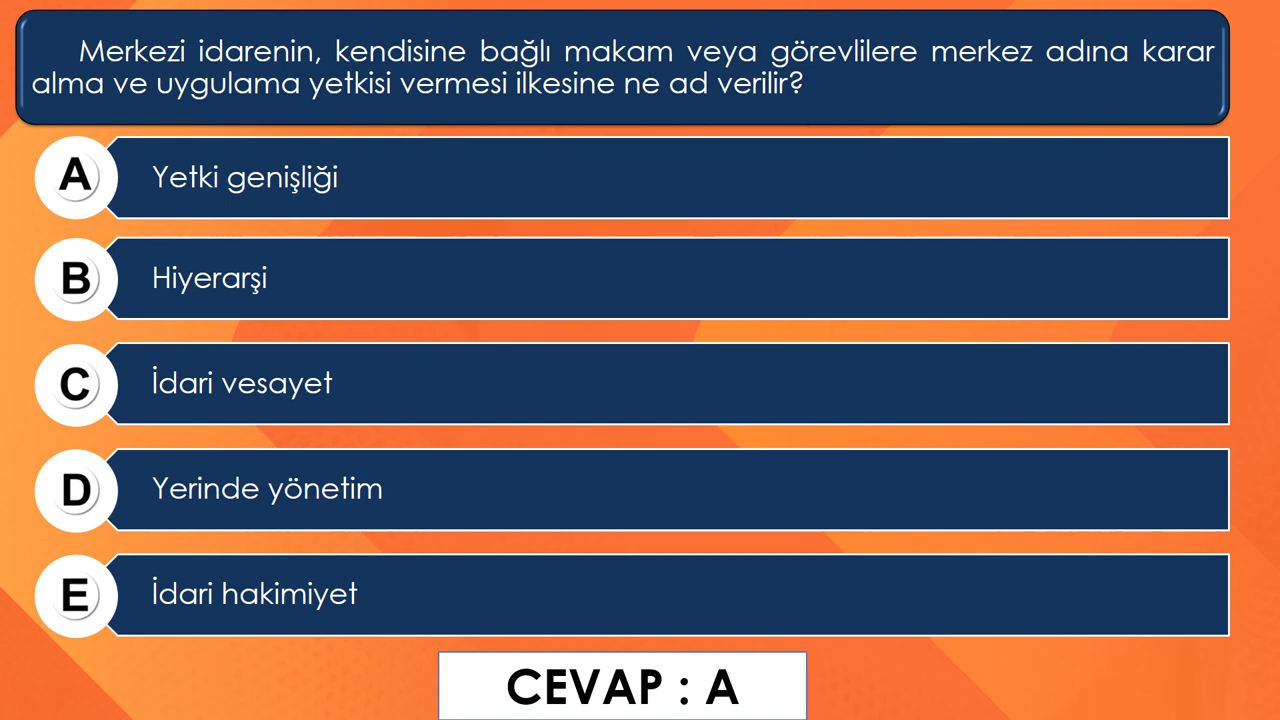 Merkezi idarenin, kendisine bağlı makam veya görevlilere merkez adına karar
alma ve uygulama yetkisi vermesi ilkesine ne ad verilir?
A Yetki genişliği
B Hiyerarşi
C İdari vesayet
D Yerinde yönetim
E İdari hakimiyet
CEVAP : A